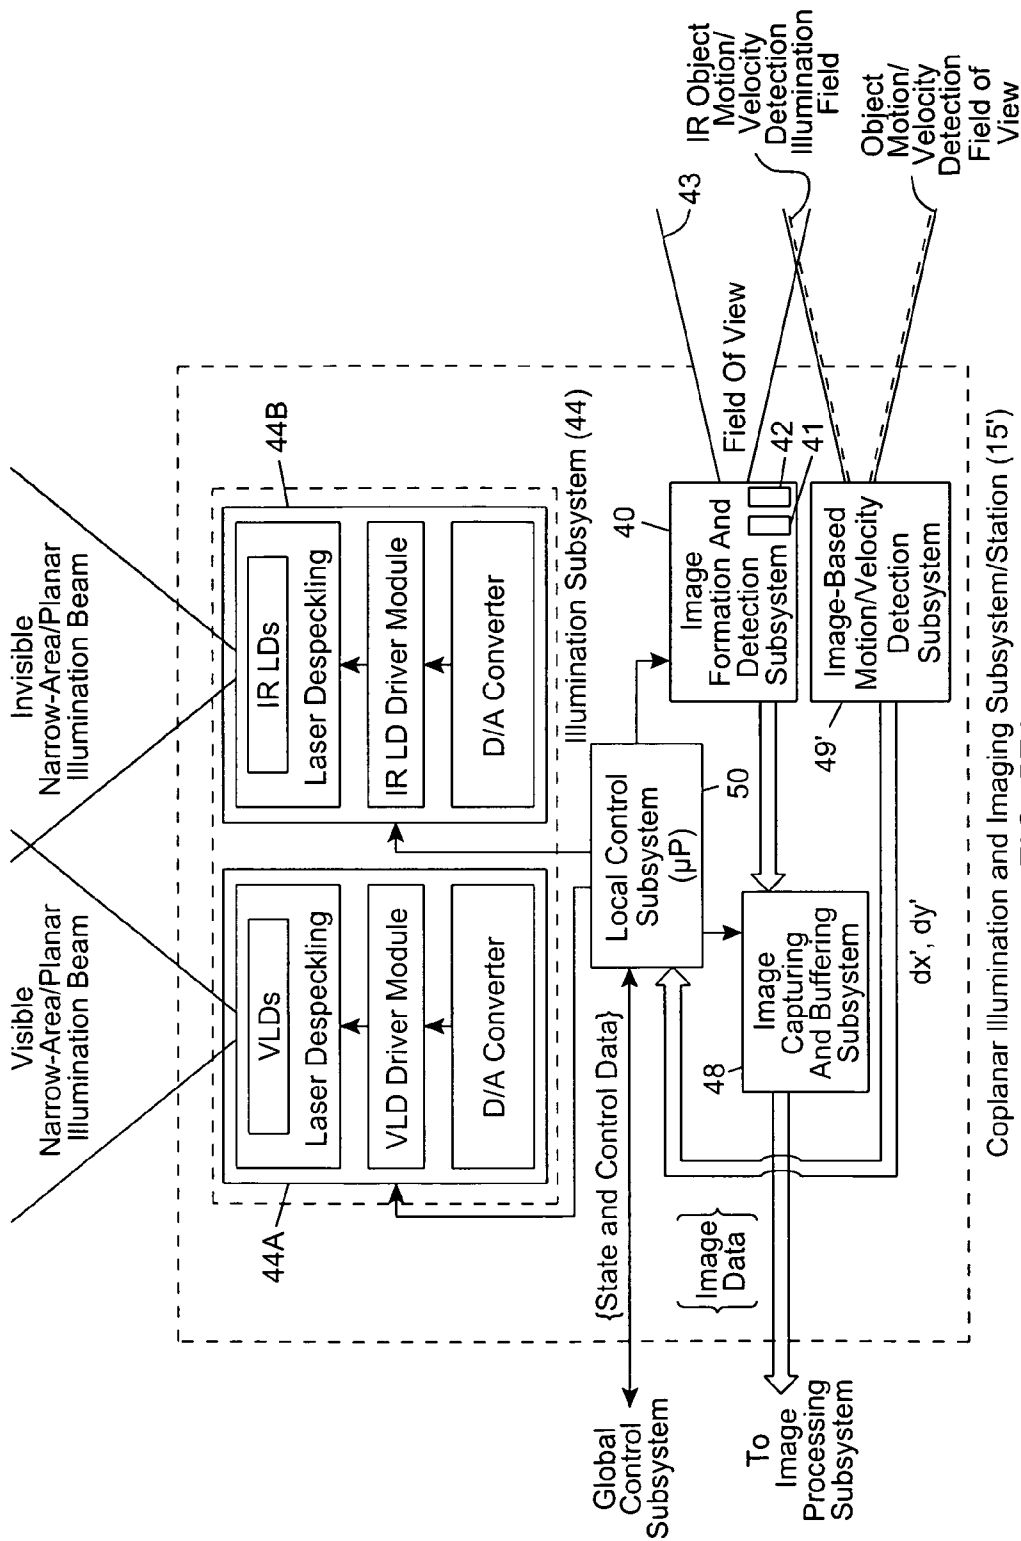 Visible
Narrow-Area/Planar
Illumination Beam
Invisible
Narrow-Area/Planar
Illumination Beam
44A
VLDs
Laser Despeckling
VLD Driver Module
D/A Converter
44B
IR LDs
Laser Despeckling
IR LD Driver Module
D/A Converter
Illumination Subsystem (44)
Global
Control
Subsystem
{State and Control Data}
Local Control
Subsystem
(µP)
50
40
Image
Formation And
Detection
Subsystem
42
41
Field Of View
43
IR Object
Motion/
Velocity
Detection
Illumination
Field
Object
Motion/
Velocity
Detection
Field of
View
To
Image
Processing
Subsystem
{Image
Data}
48
Image
Capturing
And Buffering
Subsystem
49'
Image-Based
Motion/Velocity
Detection
Subsystem
dx', dy'
Coplanar Illumination and Imaging Subsystem/Station (15')